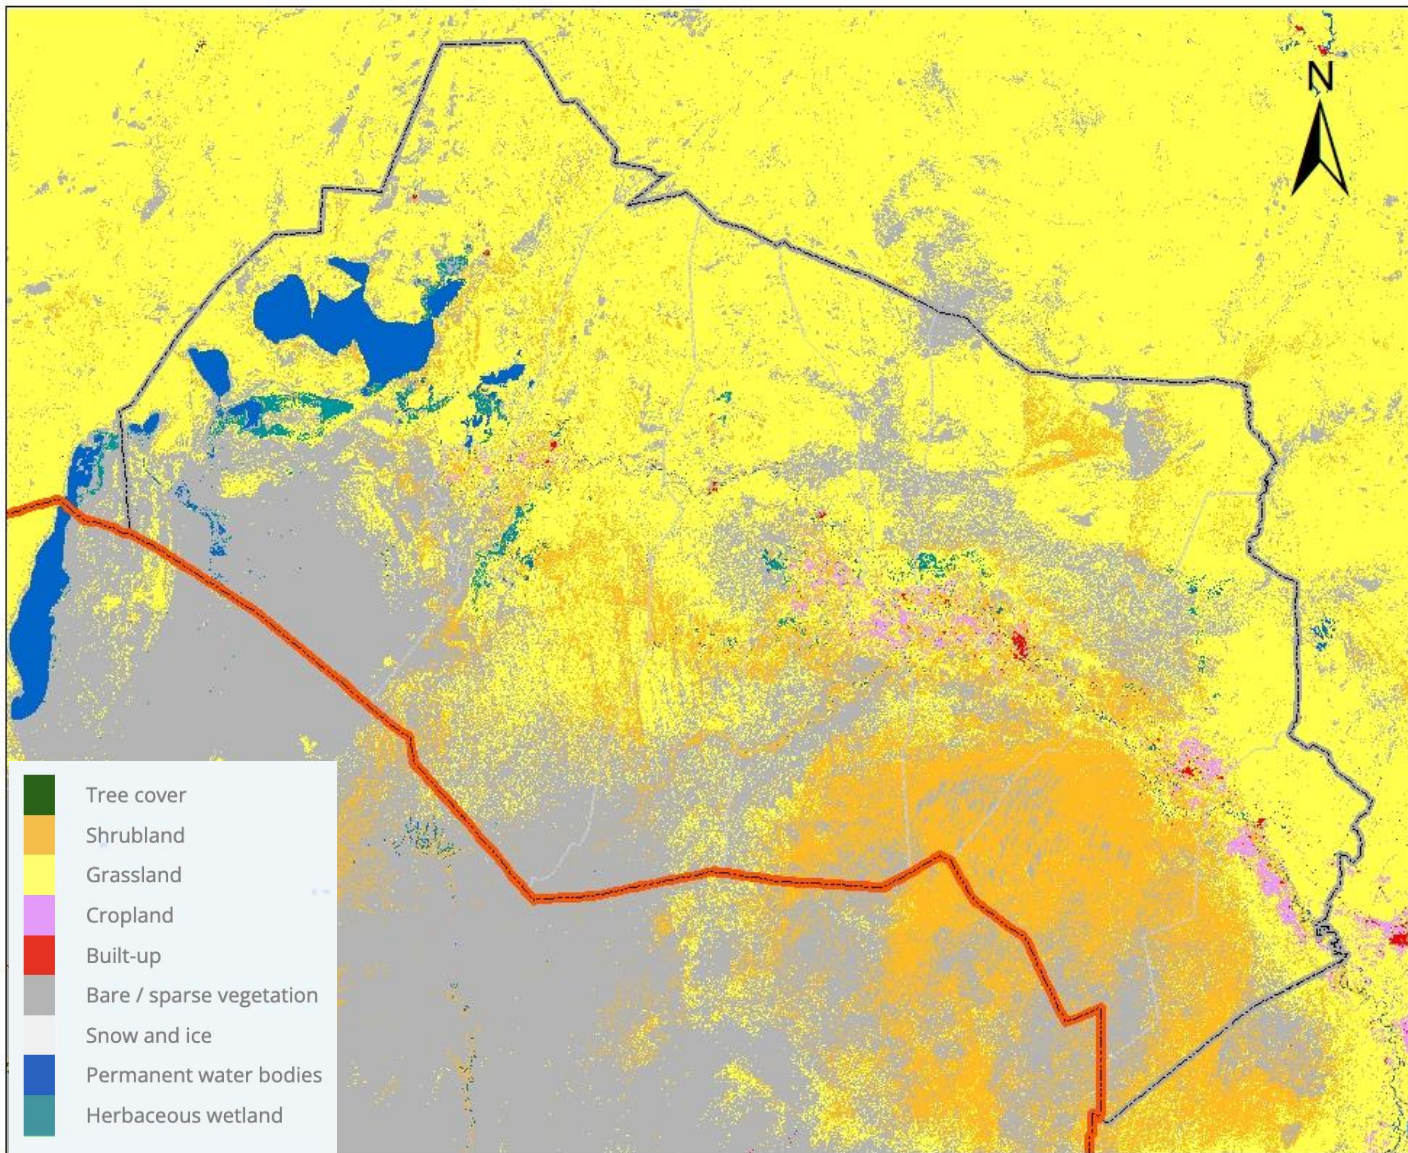 N
Tree cover
Shrubland
Grassland
Cropland
Built-up
Bare / sparse vegetation
Snow and ice
Permanent water bodies
Herbaceous wetland